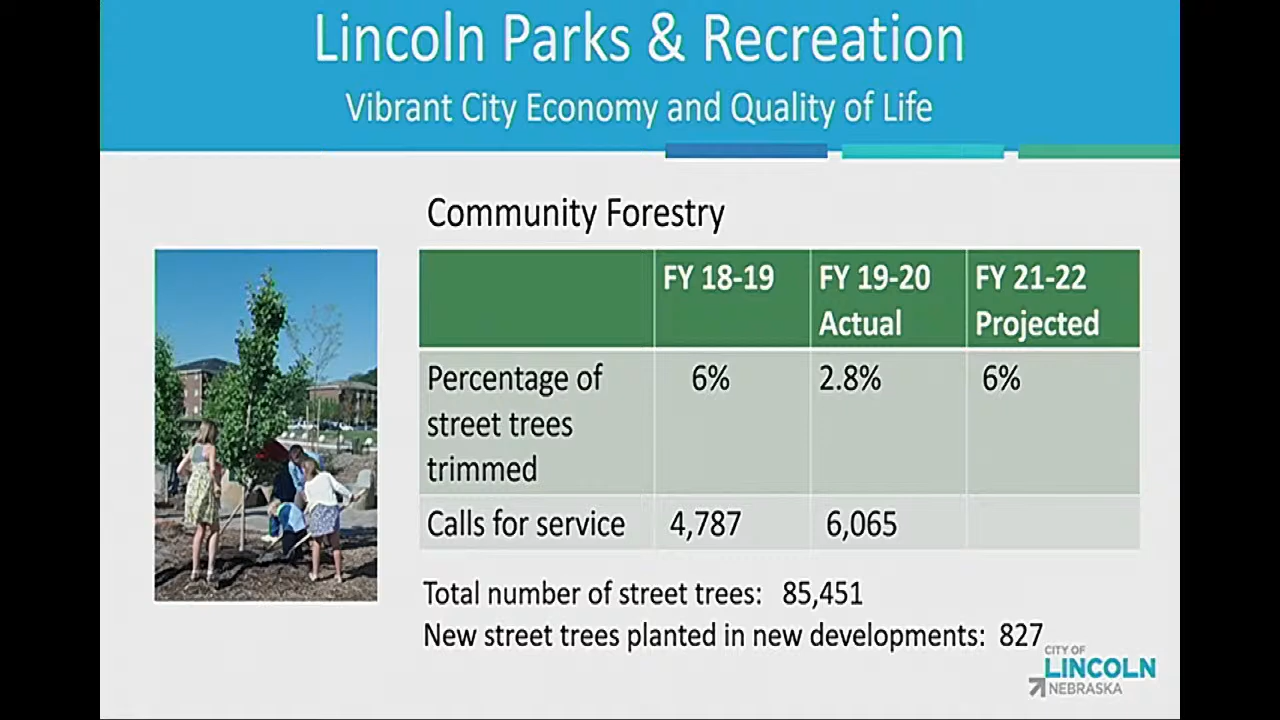 Lincoln Parks & Recreation
Vibrant City Economy and Quality of Life
Community Forestry
FY 18-19 FY 19-20 Actual FY 21-22 Projected
Percentage of street trees trimmed 6% 2.8% 6%
Calls for service 4,787 6,065
Total number of street trees: 85,451
New street trees planted in new developments: 827
CITY OF
LINCOLN
NEBRASKA